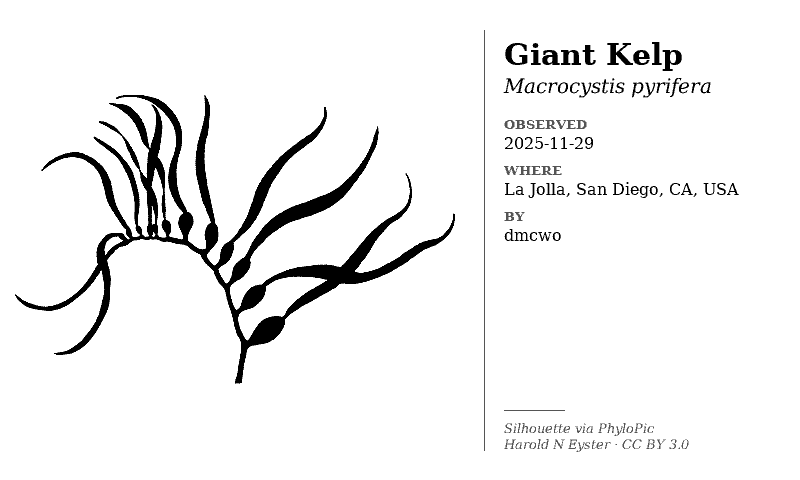 Giant Kelp
Macrocystis pyrifera
OBSERVED
2025-11-29
WHERE
La Jolla, San Diego, CA, USA
BY
dmcwo
Silhouette via PhyloPic
Harold N Eyster · CC BY 3.0